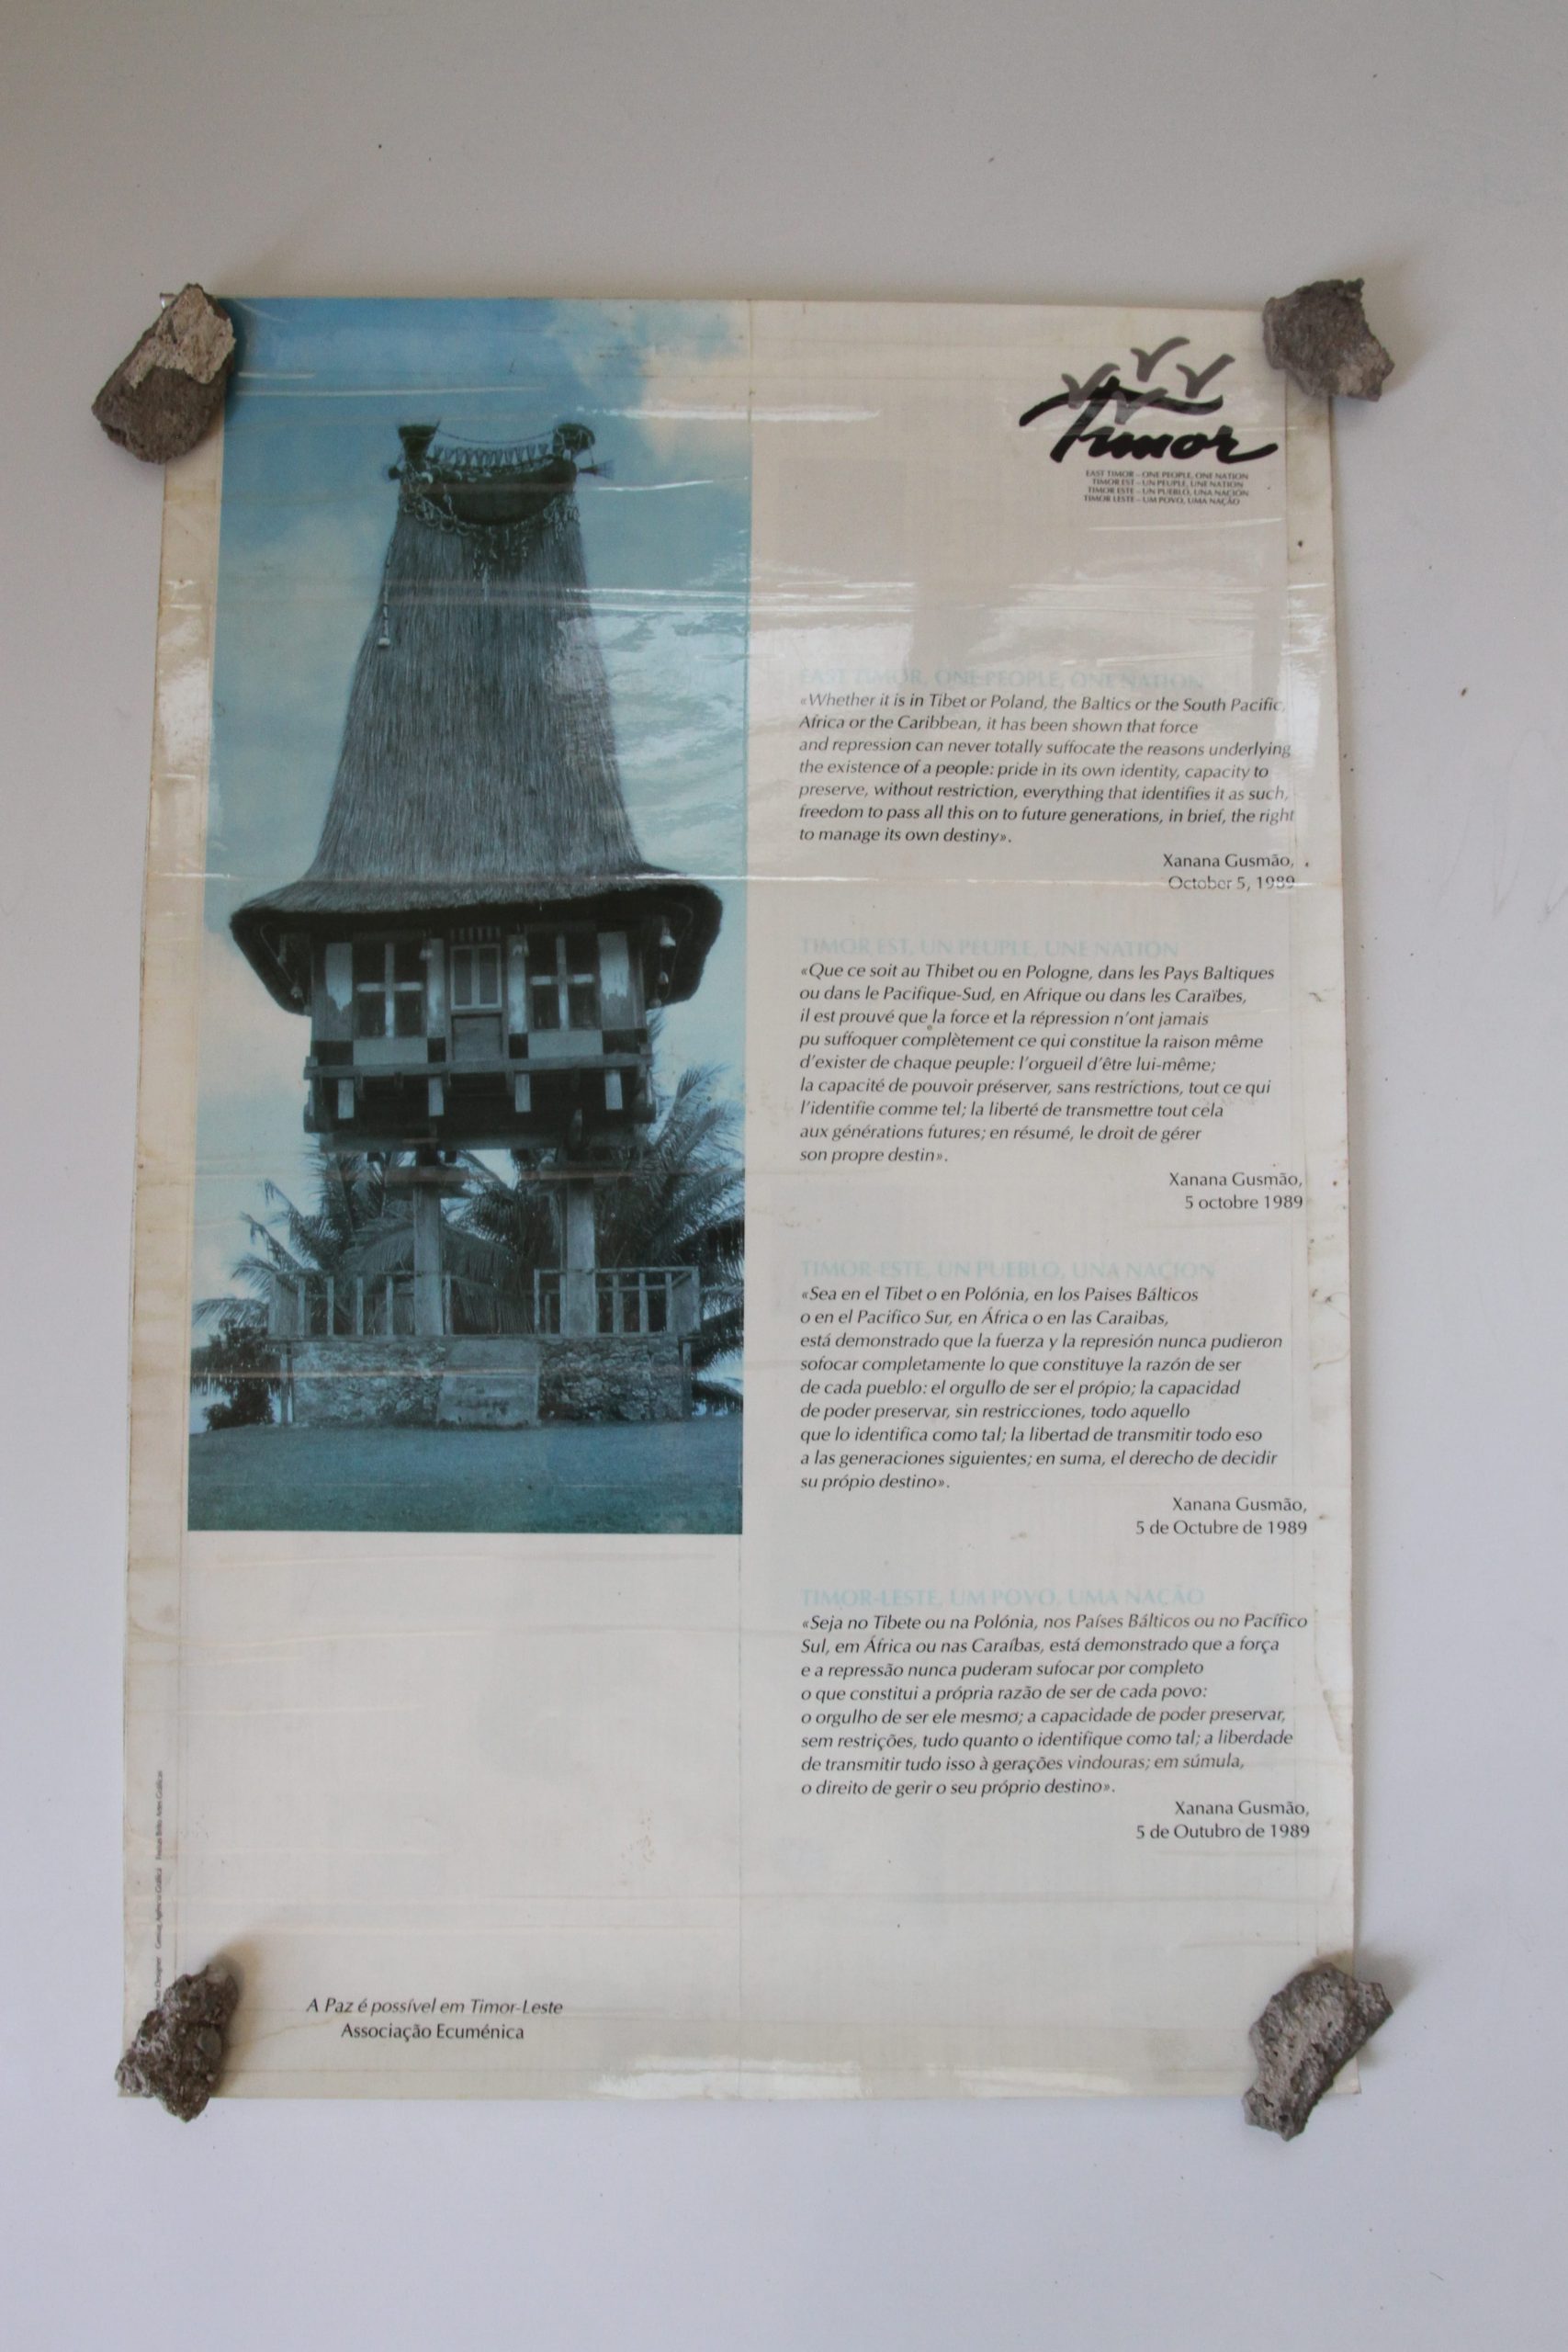 Timor
EAST TIMOR – ONE PEOPLE, ONE NATION
TIMOR EST – UN PEUPLE, UNE NATION
TIMOR ESTE – UN PUEBLO, UNA NACIÓN
TIMOR LESTE – UM POVO, UMA NAÇÃO
EAST TIMOR, ONE PEOPLE, ONE NATION
«Whether it is in Tibet or Poland, the Baltics or the South Pacific,
Africa or the Caribbean, it has been shown that force
and repression can never totally suffocate the reasons underlying
the existence of a people: pride in its own identity, capacity to
preserve, without restriction, everything that identifies it as such,
freedom to pass all this on to future generations, in brief, the right
to manage its own destiny».
Xanana Gusmão,
October 5, 1989
TIMOR EST, UN PEUPLE, UNE NATION
«Que ce soit au Thibet ou en Pologne, dans les Pays Baltiques
ou dans le Pacifique-Sud, en Afrique ou dans les Caraïbes,
il est prouvé que la force et la répression n'ont jamais
pu suffoquer complètement ce qui constitue la raison même
d'exister de chaque peuple: l'orgueil d'être lui-même;
la capacité de pouvoir préserver, sans restrictions, tout ce qui
l'identifie comme tel; la liberté de transmettre tout cela
aux générations futures; en résumé, le droit de gérer
son propre destin».
Xanana Gusmão,
5 octobre 1989
TIMOR-ESTE, UN PUEBLO, UNA NACION
«Sea en el Tibet o en Polónia, en los Paises Bálticos
o en el Pacifico Sur, en África o en las Caraibas,
está demonstrado que la fuerza y la represión nunca pudieron
sofocar completamente lo que constituye la razón de ser
de cada pueblo: el orgullo de ser el própio; la capacidad
de poder preservar, sin restricciones, todo aquello
que lo identifica como tal; la libertad de transmitir todo eso
a las generaciones siguientes; en suma, el derecho de decidir
su própio destino».
Xanana Gusmão,
5 de Octubre de 1989
TIMOR-LESTE, UM POVO, UMA NAÇÃO
«Seja no Tibete ou na Polónia, nos Países Bálticos ou no Pacífico
Sul, em África ou nas Caraíbas, está demonstrado que a força
e a repressão nunca puderam sufocar por completo
o que constitui a própria razão de ser de cada povo:
o orgulho de ser ele mesmo; a capacidade de poder preservar,
sem restrições, tudo quanto o identifique como tal; a liberdade
de transmitir tudo isso à gerações vindouras; em súmula,
o direito de gerir o seu próprio destino».
Xanana Gusmão,
5 de Outubro de 1989
A Paz é possível em Timor-Leste
Associação Ecuménica